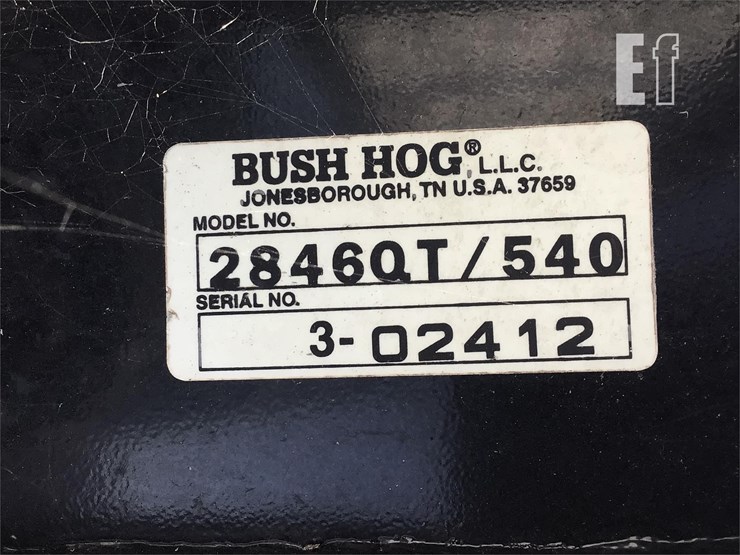 Ef
BUSH HOG®, L.L.C.
JONESBOROUGH, TN U.S.A. 37659
MODEL NO.
2846QT/540
SERIAL NO.
3-02412